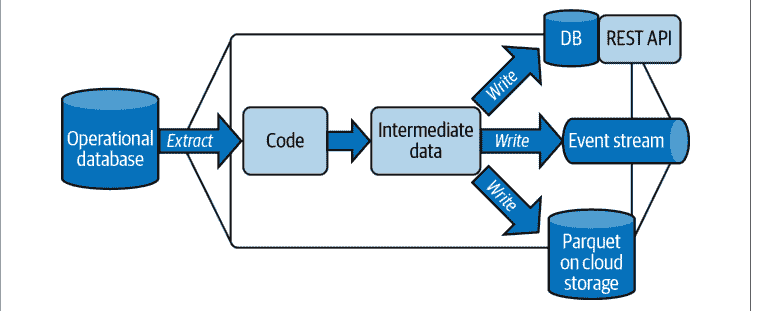 DB
REST API
Write
Operational
database
Extract
Code
Intermediate
data
Write
Event stream
Write
Parquet
on cloud
storage